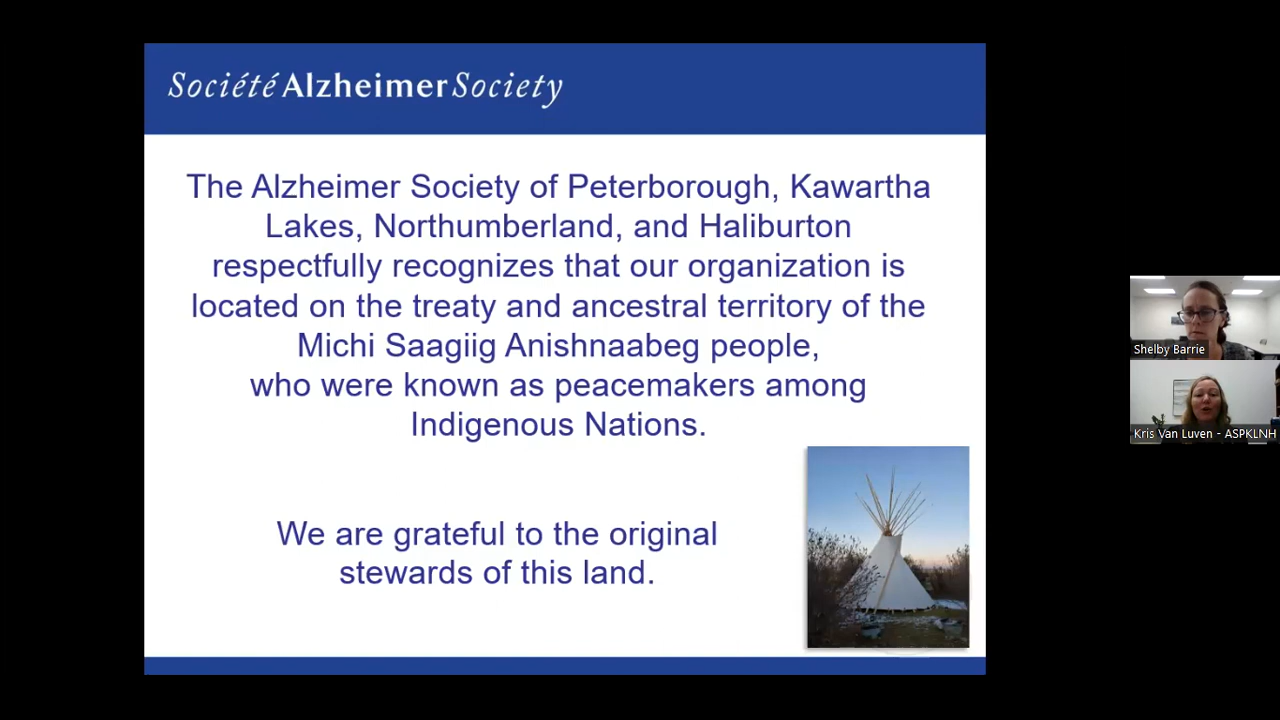 Société Alzheimer Society
The Alzheimer Society of Peterborough, Kawartha
Lakes, Northumberland, and Haliburton
respectfully recognizes that our organization is
located on the treaty and ancestral territory of the
Michi Saagiig Anishnaabeg people,
who were known as peacemakers among
Indigenous Nations.
We are grateful to the original
stewards of this land.
Shelby Barrie
Kris Van Luven - ASPKLNH